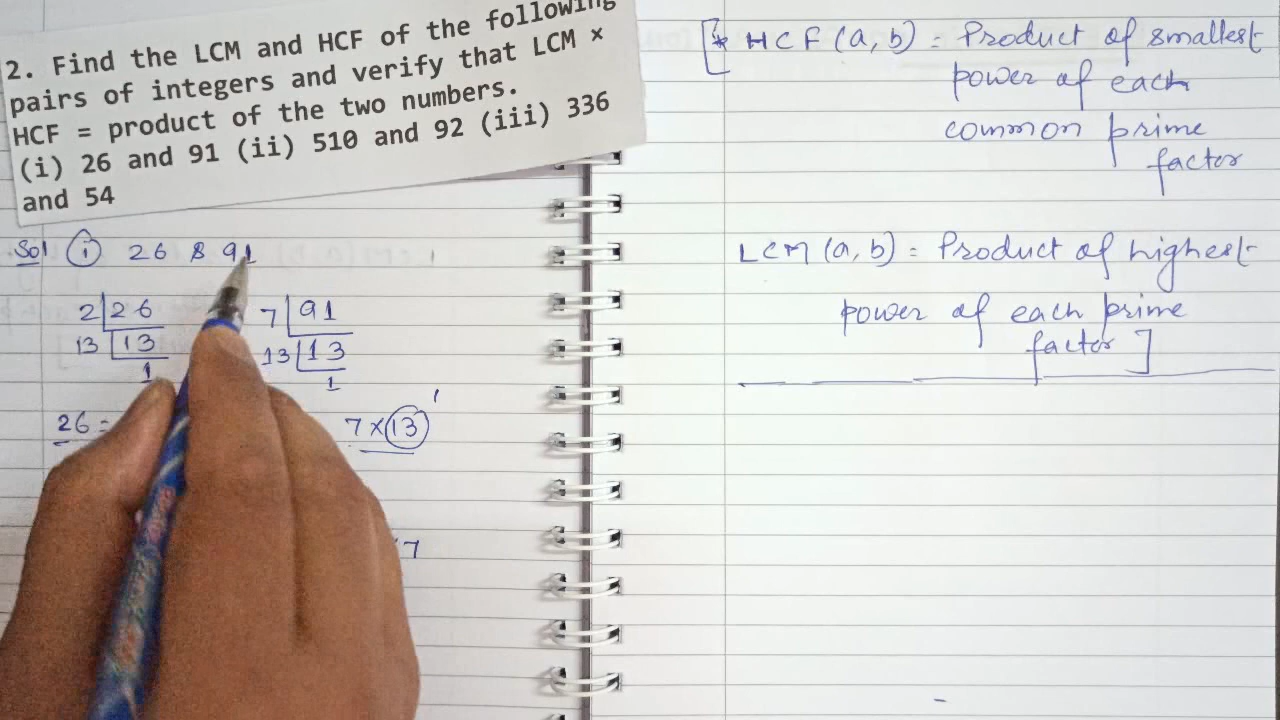 2. Find the LCM and HCF of the following
pairs of integers and verify that LCM ×
HCF = product of the two numbers.
(i) 26 and 91 (ii) 510 and 92 (iii) 336
and 54
Sol (i) 26 & 91
2 26
13 13
1
7 91
13 13
1
26 =
7 × 13
7
[* HCF (a, b) = Product of smallest
power of each
common prime
factor
LCM (a, b) = Product of highest
power of each prime
factor ]